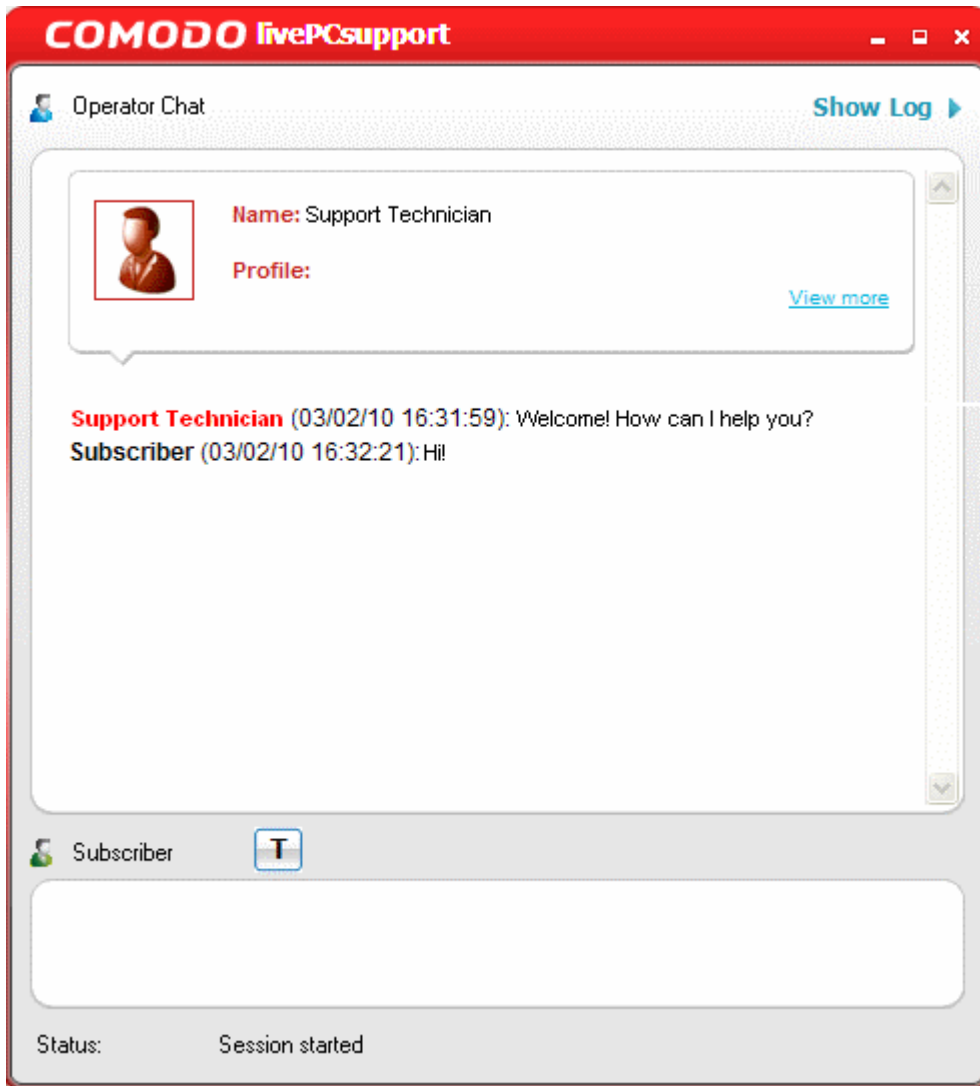 COMODO livePCsupport
Operator Chat
Show Log
Name: Support Technician
Profile:
View more
Support Technician (03/02/10 16:31:59): Welcome! How can I help you?
Subscriber (03/02/10 16:32:21): Hi!
Subscriber
T
Status: Session started